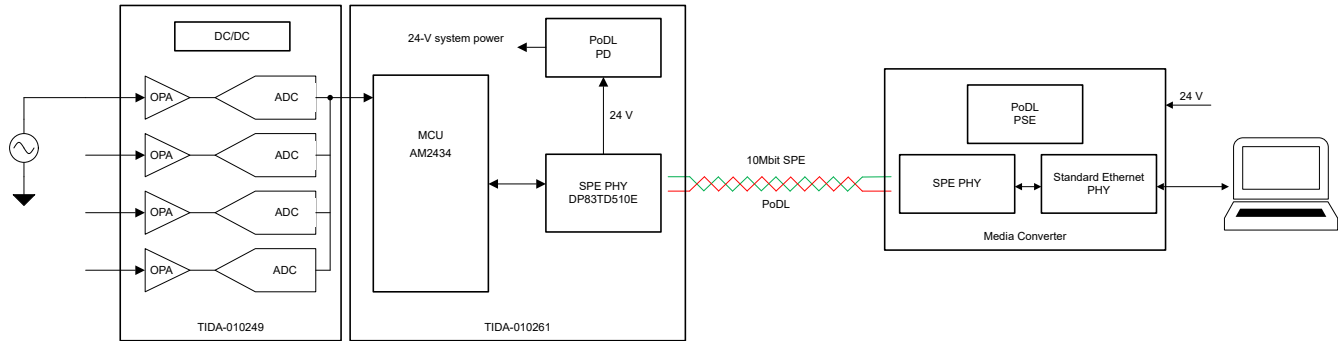 DC/DC
OPA
ADC
OPA
ADC
OPA
ADC
OPA
ADC
TIDA-010249
24-V system power
PoDL
PD
24 V
MCU
AM2434
SPE PHY
DP83TD510E
TIDA-010261
10Mbit SPE
PoDL
PoDL
PSE
24 V
SPE PHY
Standard Ethernet
PHY
Media Converter